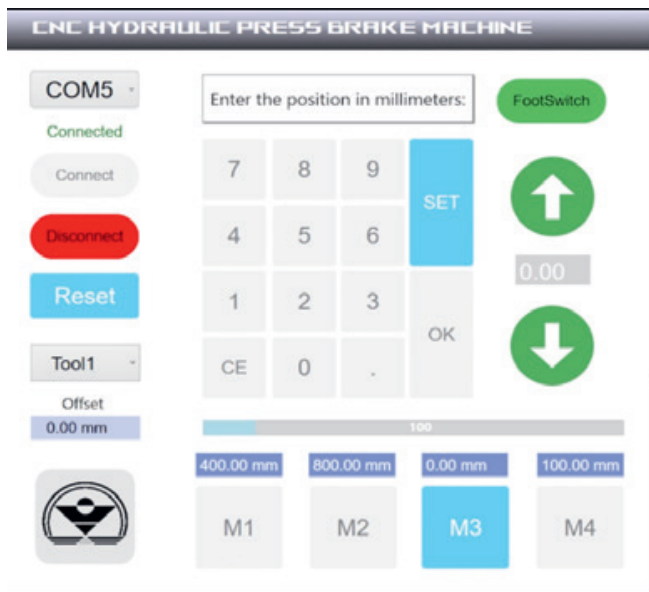 CNC HYDRAULIC PRESS BRAKE MACHINE
COM5
Enter the position in millimeters:
FootSwitch
Connected
Connect
7 8 9
SET
Disconnect
4 5 6
0.00
Reset
1 2 3
OK
Tool1
CE 0 .
Offset
0.00 mm
100
400.00 mm 800.00 mm 0.00 mm 100.00 mm
M1 M2 M3 M4